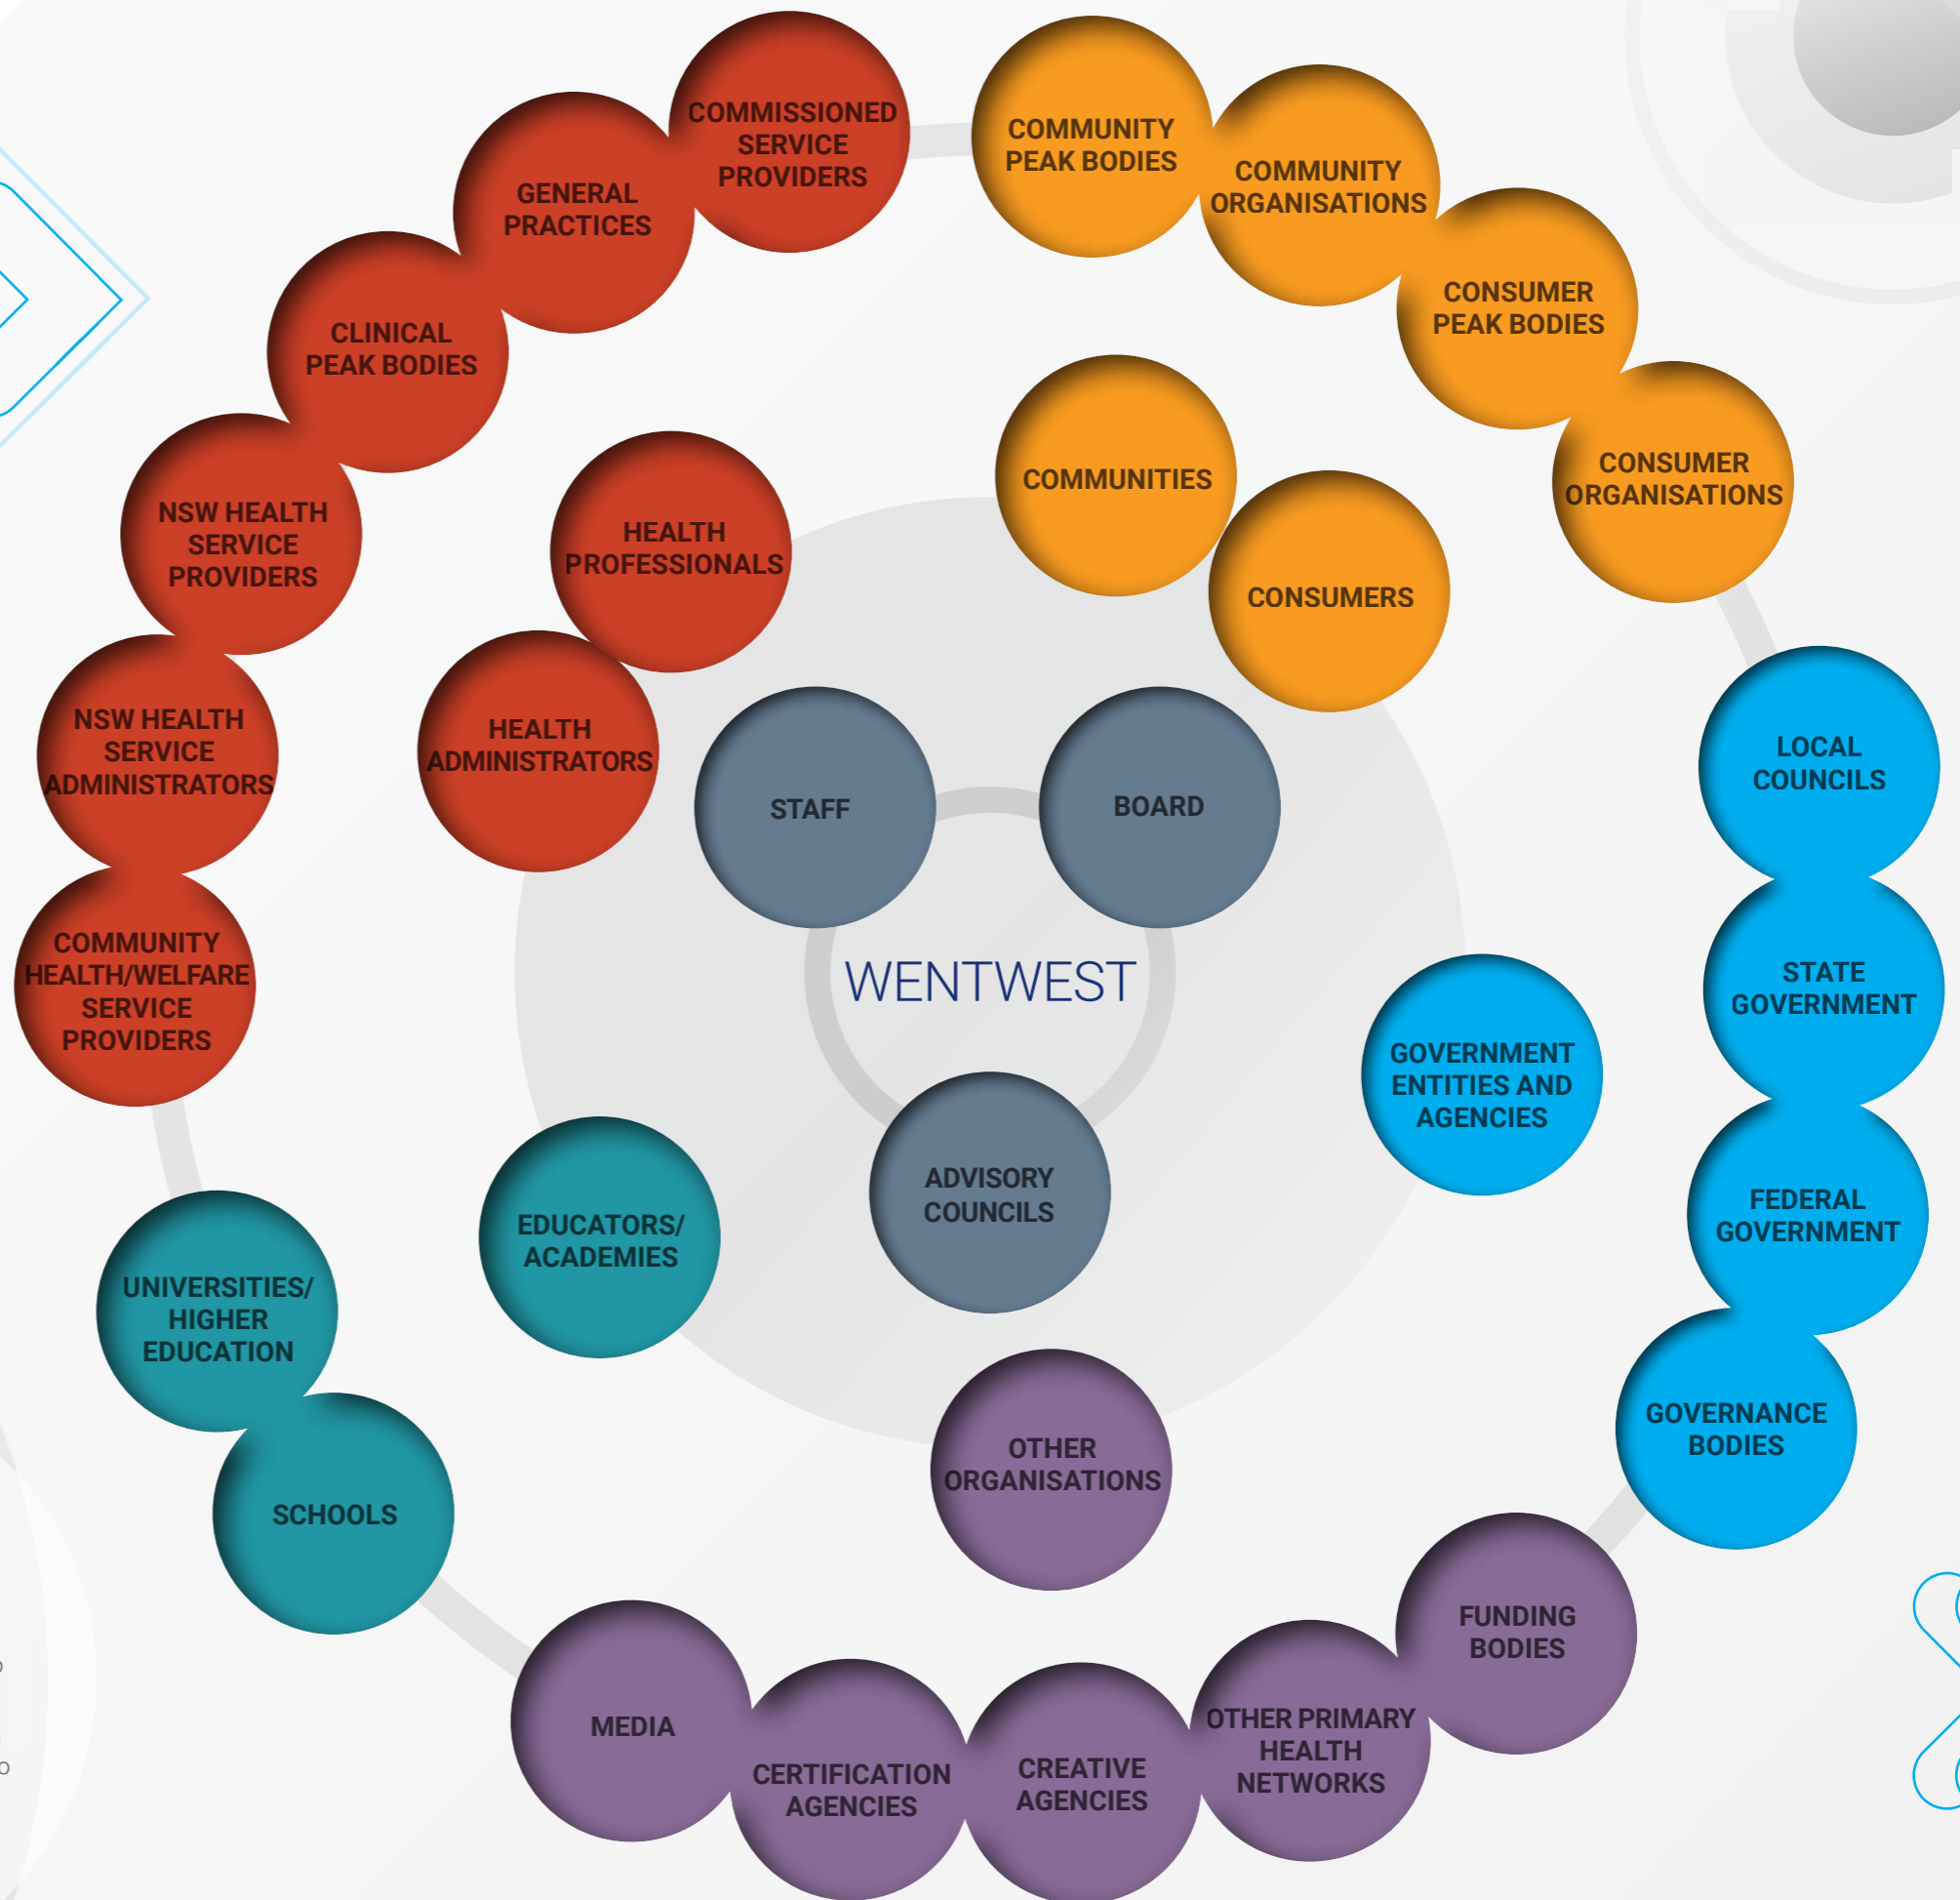 COMMISSIONED
SERVICE
PROVIDERS
COMMUNITY
PEAK BODIES
COMMUNITY
ORGANISATIONS
GENERAL
PRACTICES
CONSUMER
PEAK BODIES
CLINICAL
PEAK BODIES
CONSUMER
ORGANISATIONS
COMMUNITIES
NSW HEALTH
SERVICE
PROVIDERS
HEALTH
PROFESSIONALS
CONSUMERS
NSW HEALTH
SERVICE
ADMINISTRATORS
HEALTH
ADMINISTRATORS
STAFF
BOARD
LOCAL
COUNCILS
COMMUNITY
HEALTH/WELFARE
SERVICE
PROVIDERS
WENTWEST
STATE
GOVERNMENT
GOVERNMENT
ENTITIES AND
AGENCIES
ADVISORY
COUNCILS
FEDERAL
GOVERNMENT
EDUCATORS/
ACADEMIES
UNIVERSITIES/
HIGHER
EDUCATION
GOVERNANCE
BODIES
OTHER
ORGANISATIONS
SCHOOLS
FUNDING
BODIES
MEDIA
OTHER PRIMARY
HEALTH
NETWORKS
CERTIFICATION
AGENCIES
CREATIVE
AGENCIES